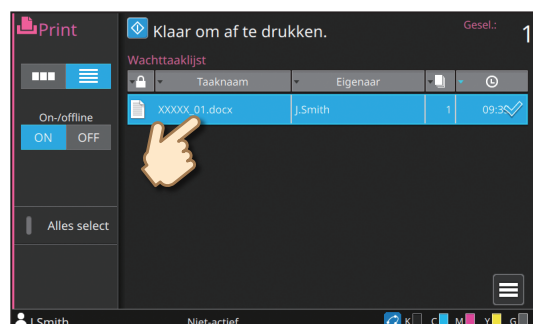 Print
Klaar om af te drukken.
Gesel.: 1
Wachttaaklijst
Taaknaam Eigenaar
XXXXX_01.docx J.Smith 1 09:35
On-/offline
ON OFF
Alles select
J.Smith Niet-actief K C M Y G